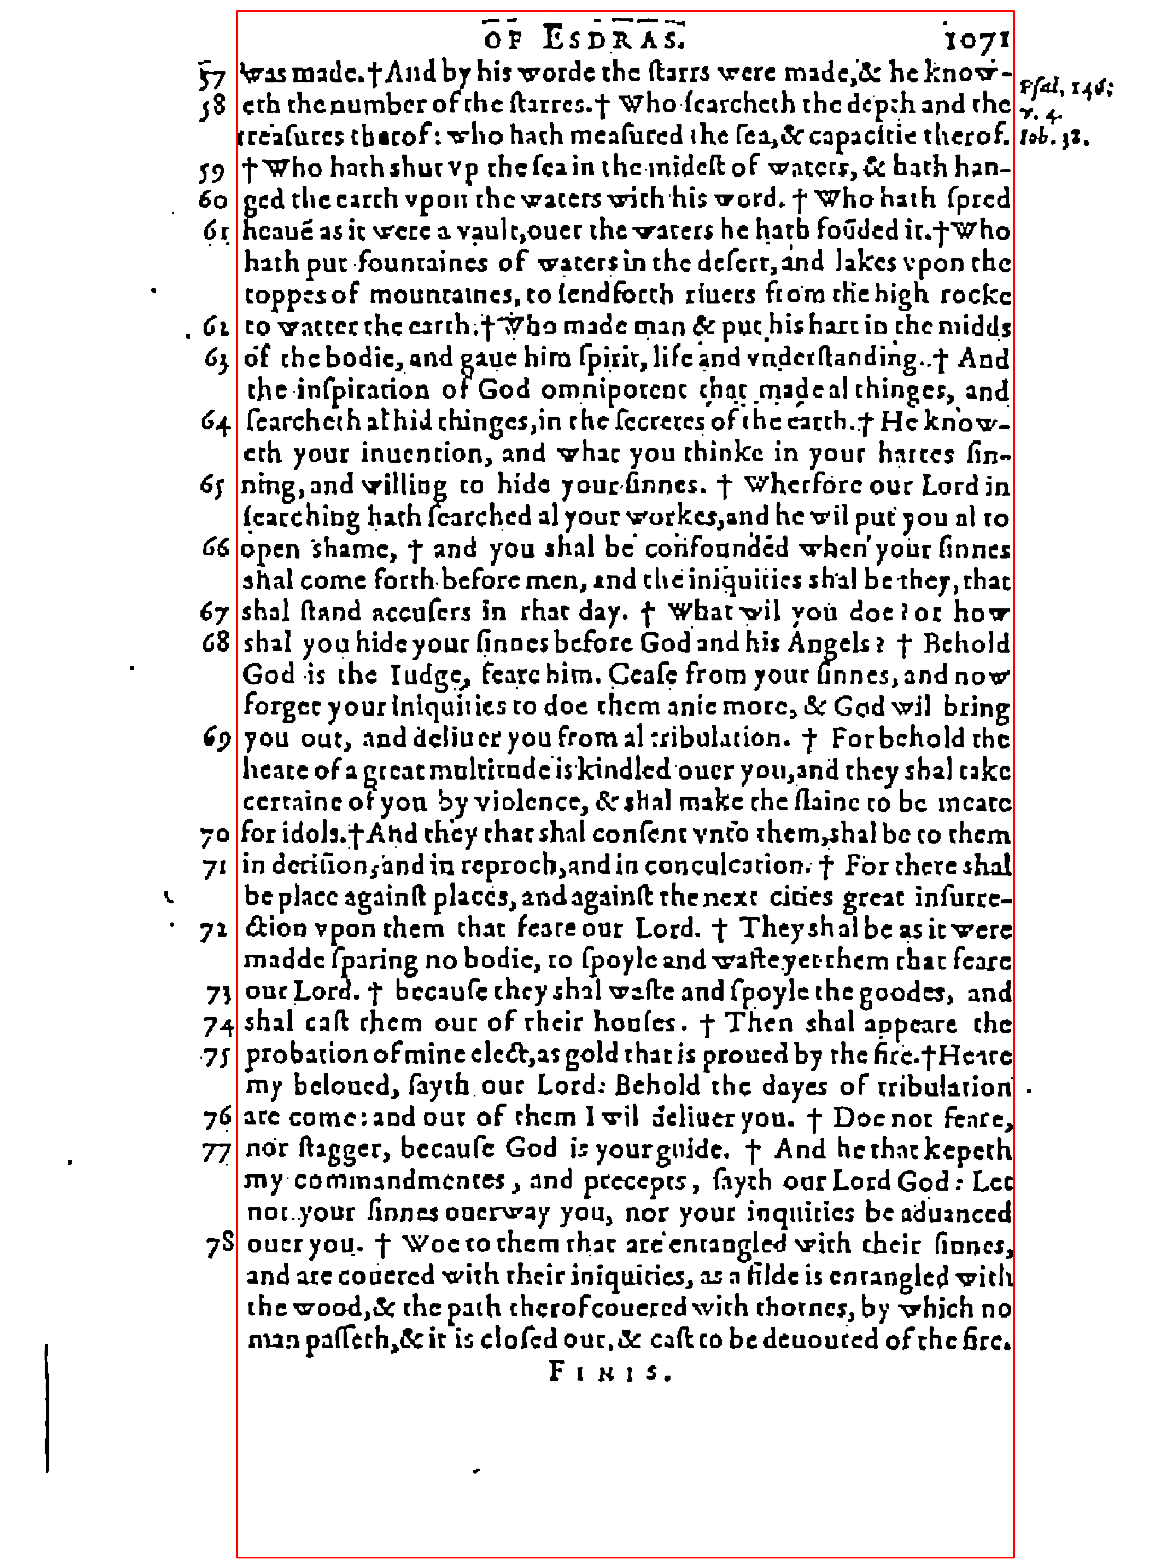 OF ESDRAS. 1071
57 was made.†And by his worde the ſtarrs were made, & he know- Pſal, 146;
58 eth the number of the ſtarres.† Who ſearcheth the depth and the v. 4.
treaſures therof: who hath meaſured the ſea, & capacitie therof. Iob. 38.
59 † Who hath shut vp the ſea in the mideſt of waters, & hath han-
60 ged the earth vpon the waters with his word. † Who hath ſpred
61 heauē as it were a vault, ouer the waters he hath foūded it.†Who
hath put fountaines of waters in the deſert, and lakes vpon the
toppes of mountaines, to ſend forth riuers from the high rocke
62 to watter the earth.†Who made man & put his hart in the midds
63 of the bodie, and gaue him ſpirit, life and vnderſtanding.† And
the inſpiration of God omnipotent that made al thinges, and
64 ſearcheth al hid thinges, in the ſecretes of the earth.† He know-
eth your inuention, and what you thinke in your hartes ſin-
65 ning, and willing to hide your ſinnes. † Wherfore our Lord in
ſearching hath ſearched al your workes, and he wil put you al to
66 open shame, † and you shal be confounded when your ſinnes
shal come forth before men, and the iniquities shal be they, that
67 shal ſtand accuſers in that day. † What wil you doe? or how
68 shal you hide your ſinnes before God and his Angels? † Behold
God is the Iudge, feare him. Ceaſe from your ſinnes, and now
forget your iniquities to doe them anie more, & God wil bring
69 you out, and deliuer you from al tribulation. † For behold the
heate of a great multitude is kindled ouer you, and they shal take
certaine of you by violence, & shal make the ſlaine to be meate
70 for idols.†And they that shal conſent vnto them, shal be to them
71 in deriſion, and in reproch, and in conculcation. † For there shal
be place againſt places, and againſt the next cities great inſurre-
72 ction vpon them that feare our Lord. † They shal be as it were
madde ſparing no bodie, to ſpoyle and waſte yet them that feare
73 our Lord. † becauſe they shal waſte and ſpoyle the goodes, and
74 shal caſt them out of their houſes. † Then shal appeare the
75 probation of mine elect, as gold that is proued by the fire.†Heare
my beloued, ſayth our Lord: Behold the dayes of tribulation
76 are come: and out of them I wil deliuer you. † Doe not feare,
77 nor ſtagger, becauſe God is your guide. † And he that kepeth
my commandmentes, and precepts, ſayth our Lord God: Let
not your ſinnes ouerway you, nor your inquities be aduanced
78 ouer you. † Woe to them that are entangled with their ſinnes,
and are couered with their iniquities, as a filde is entangled with
the wood, & the path therof couered with thornes, by which no
man paſſeth, & it is cloſed out, & caſt to be deuoured of the fire.
FINIS.